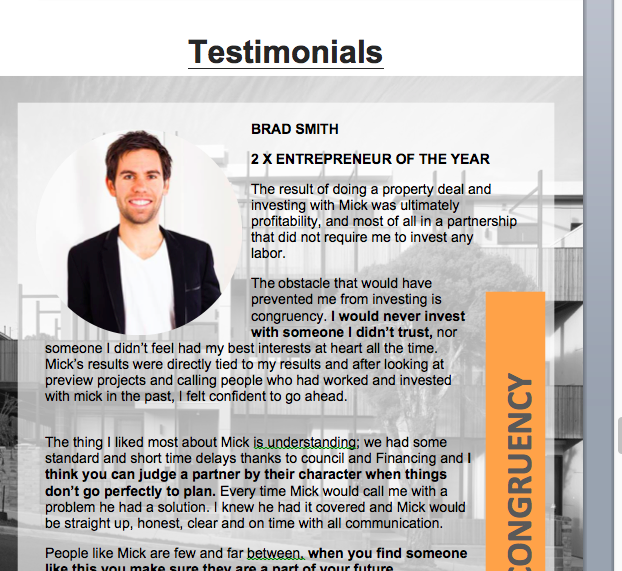 Testimonials
BRAD SMITH
2 X ENTREPRENEUR OF THE YEAR
The result of doing a property deal and
investing with Mick was ultimately
profitability, and most of all in a partnership
that did not require me to invest any
labor.
The obstacle that would have
prevented me from investing is
congruency. I would never invest
with someone I didn't trust, nor
someone I didn't feel had my best interests at heart all the time.
Mick's results were directly tied to my results and after looking at
preview projects and calling people who had worked and invested
with mick in the past, I felt confident to go ahead.
The thing I liked most about Mick is understanding; we had some
standard and short time delays thanks to council and Financing and I
think you can judge a partner by their character when things
don't go perfectly to plan. Every time Mick would call me with a
problem he had a solution. I knew he had it covered and Mick would
be straight up, honest, clear and on time with all communication.
People like Mick are few and far between, when you find someone
like this you make sure they are a part of your future.
CONGRUENCY